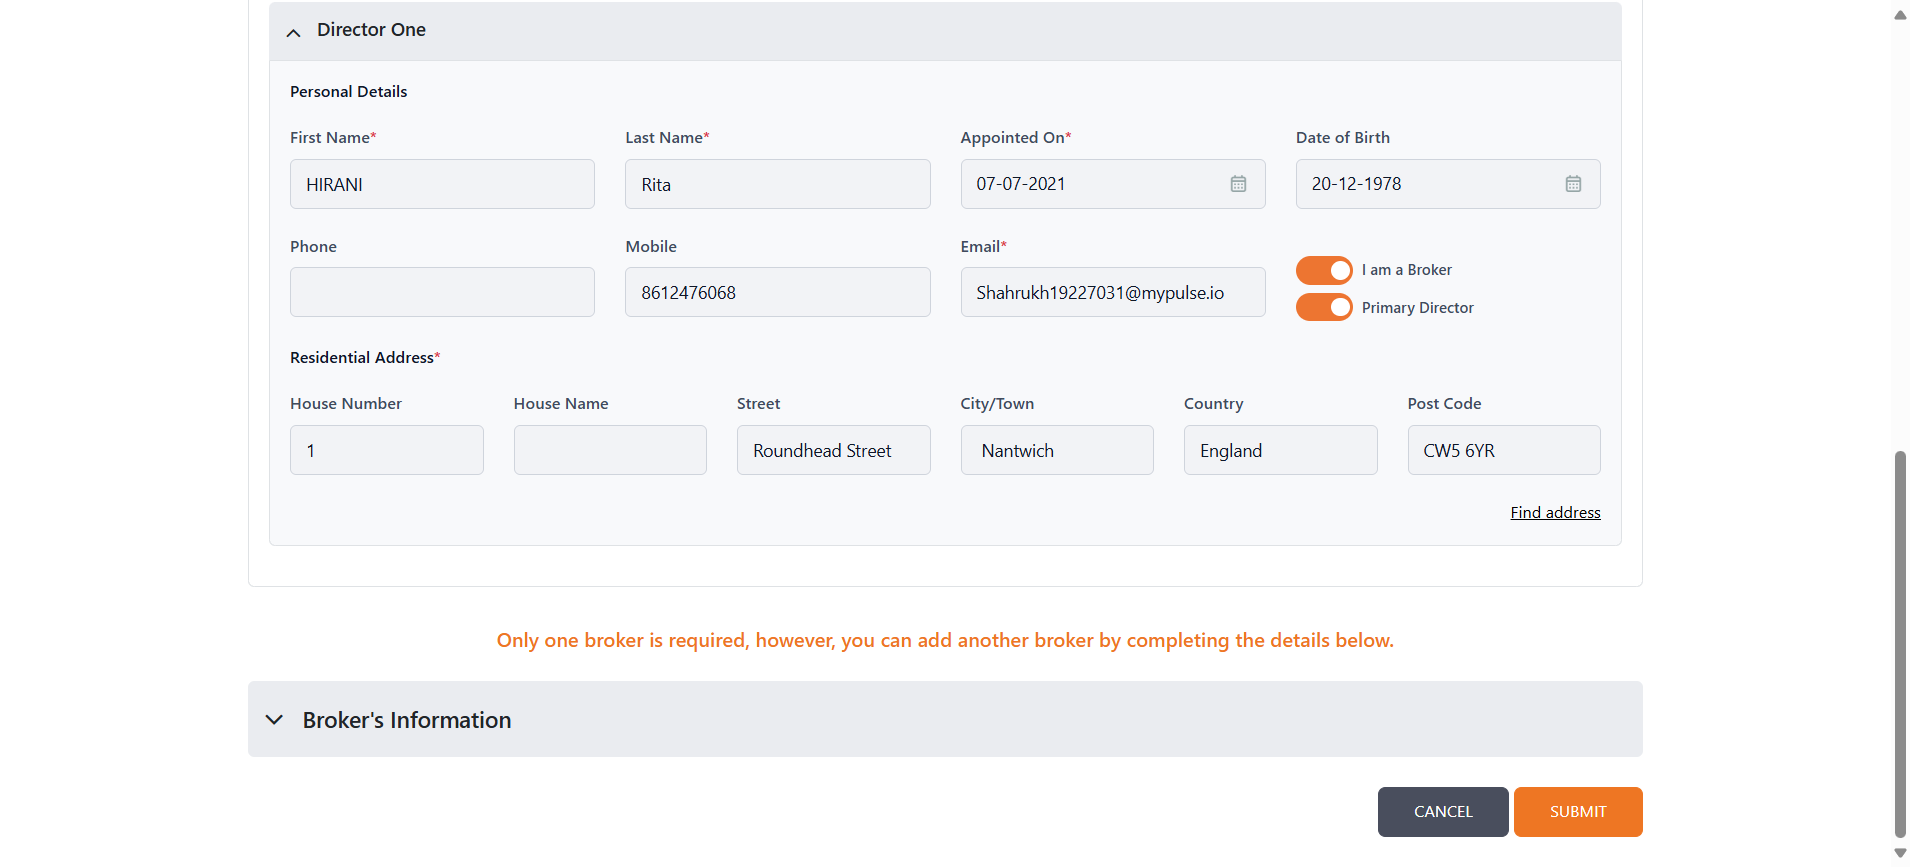 Director One
Personal Details
First Name* Last Name* Appointed On* Date of Birth
HIRANI Rita 07-07-2021 20-12-1978
Phone Mobile Email*
I am a Broker
8612476068 Shahrukh19227031@mypulse.io
Primary Director
Residential Address*
House Number House Name Street City/Town Country Post Code
1 Roundhead Street Nantwich England CW5 6YR
Find address
Only one broker is required, however, you can add another broker by completing the details below.
Broker's Information
CANCEL SUBMIT